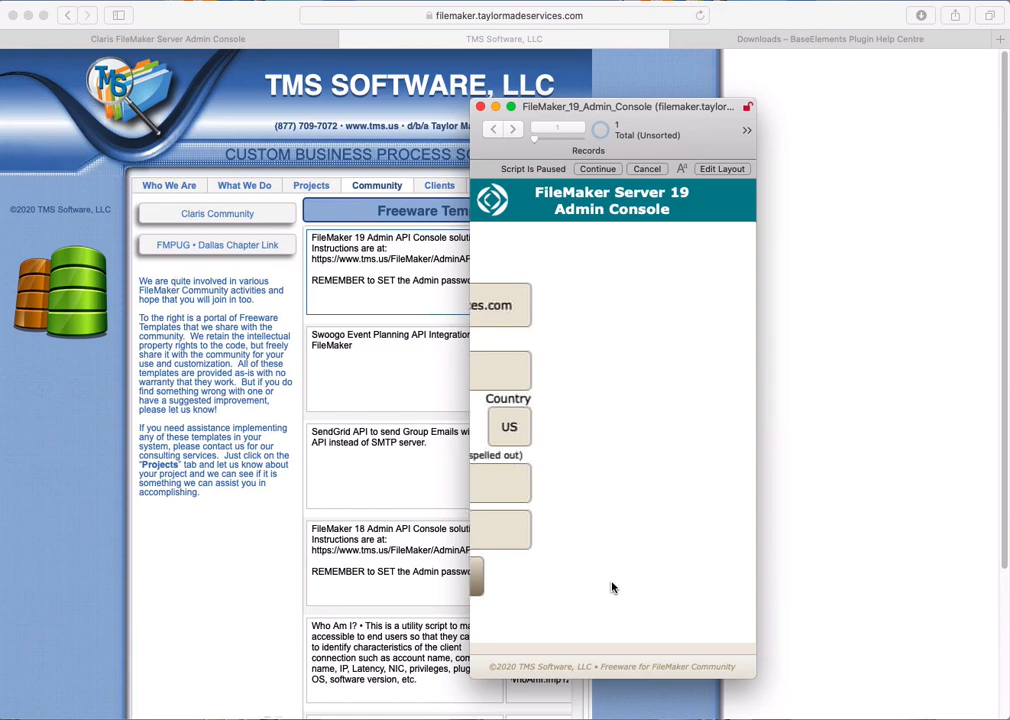 filemaker.taylormadeservices.com
Claris FileMaker Server Admin Console
TMS Software, LLC
Downloads – BaseElements Plugin Help Centre
TMS
TMS SOFTWARE, LLC
(877) 709-7072 • www.tms.us • d/b/a Taylor Ma
CUSTOM BUSINESS PROCESS SO
Who We Are
What We Do
Projects
Community
Clients
©2020 TMS Software, LLC
Claris Community
FMPUG • Dallas Chapter Link
We are quite involved in various
FileMaker Community activities and
hope that you will join in too.
To the right is a portal of Freeware
Templates that we share with the
community. We retain the intellectual
property rights to the code, but freely
share it with the community for your
use and customization. All of these
templates are provided as-is with no
warranty that they work. But if you do
find something wrong with one or
have a suggested improvement,
please let us know!
If you need assistance implementing
any of these templates in your
system, please contact us for our
consulting services. Just click on the
"Projects" tab and let us know about
your project and we can see if it is
something we can assist you in
accomplishing.
Freeware Tem
FileMaker 19 Admin API Console soluti
Instructions are at:
https://www.tms.us/FileMaker/AdminAP
REMEMBER to SET the Admin passwo
Swoogo Event Planning API Integration
FileMaker
SendGrid API to send Group Emails wi
API instead of SMTP server.
FileMaker 18 Admin API Console soluti
Instructions are at:
https://www.tms.us/FileMaker/AdminAP
REMEMBER to SET the Admin passwo
Who Am I? • This is a utility script to ma
accessible to end users so that they ca
to identify characteristics of the client
connection such as account name, com
name, IP, Latency, NIC, privileges, plug
OS, software version, etc.
FileMaker_19_Admin_Console (filemaker.taylor...
1
1
Total (Unsorted)
Records
Script Is Paused
Continue
Cancel
Edit Layout
FileMaker Server 19
Admin Console
es.com
Country
US
spelled out)
©2020 TMS Software, LLC • Freeware for FileMaker Community